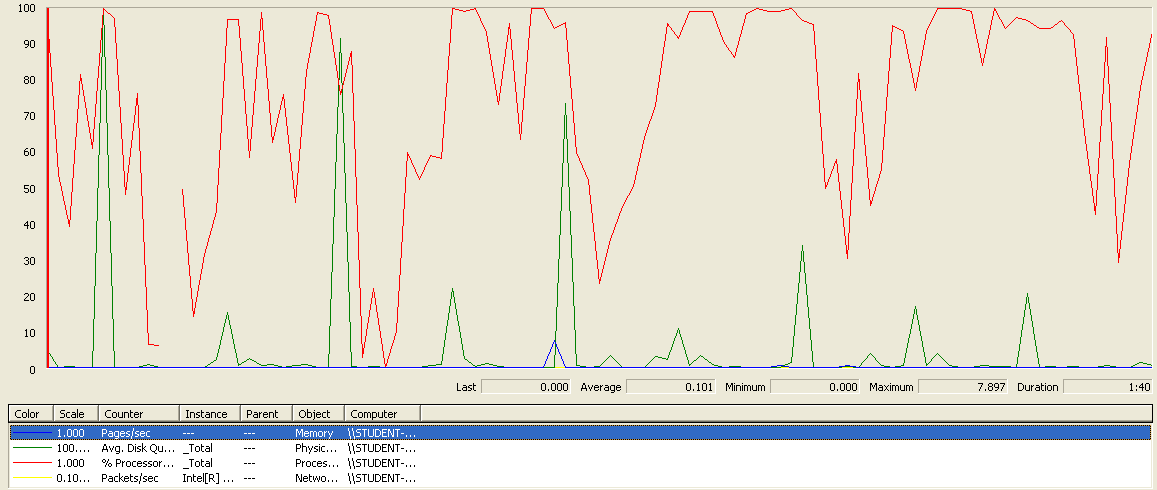 100
90
80
70
60
50
40
30
20
10
0
Last 0.000 Average 0.101 Minimum 0.000 Maximum 7.897 Duration 1:40
Color Scale Counter Instance Parent Object Computer
1.000 Pages/sec --- --- Memory \\STUDENT-...
100.... Avg. Disk Qu... _Total --- Physic... \\STUDENT-...
1.000 % Processor... _Total --- Proces... \\STUDENT-...
0.10... Packets/sec Intel[R] ... --- Netwo... \\STUDENT-...